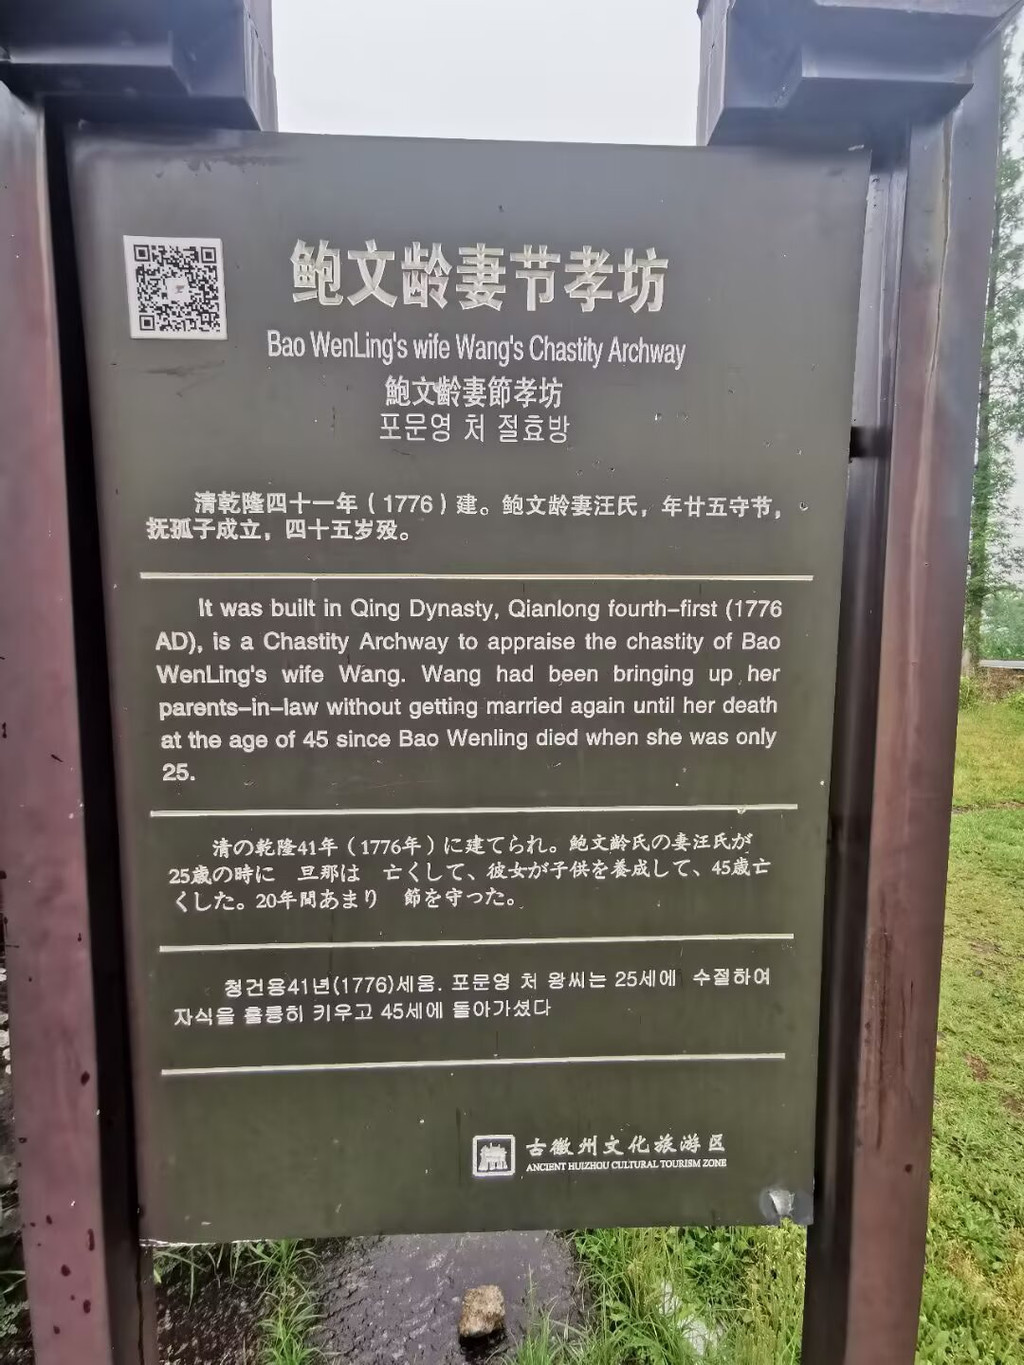 鲍文龄妻节孝坊
Bao WenLing's wife Wang's Chastity Archway
鮑文齡妻節孝坊
포문영 처 절효방
清乾隆四十一年（1776）建。鲍文龄妻汪氏，年廿五守节，
抚孤子成立，四十五岁殁。
It was built in Qing Dynasty, Qianlong fourth-first (1776
AD), is a Chastity Archway to appraise the chastity of Bao
WenLing's wife Wang. Wang had been bringing up her
parents-in-law without getting married again until her death
at the age of 45 since Bao Wenling died when she was only
25.
清の乾隆41年（1776年）に建てられ。鮑文齢氏の妻汪氏が
25歳の時に 旦那は 亡くして、彼女が子供を養成して、45歳亡
くした。20年間あまり 節を守った。
청건용41년(1776)세움. 포문영 처 왕씨는 25세에 수절하여
자식을 훌륭히 키우고 45세에 돌아가셨다
古徽州文化旅游区
ANCIENT HUIZHOU CULTURAL TOURISM ZONE